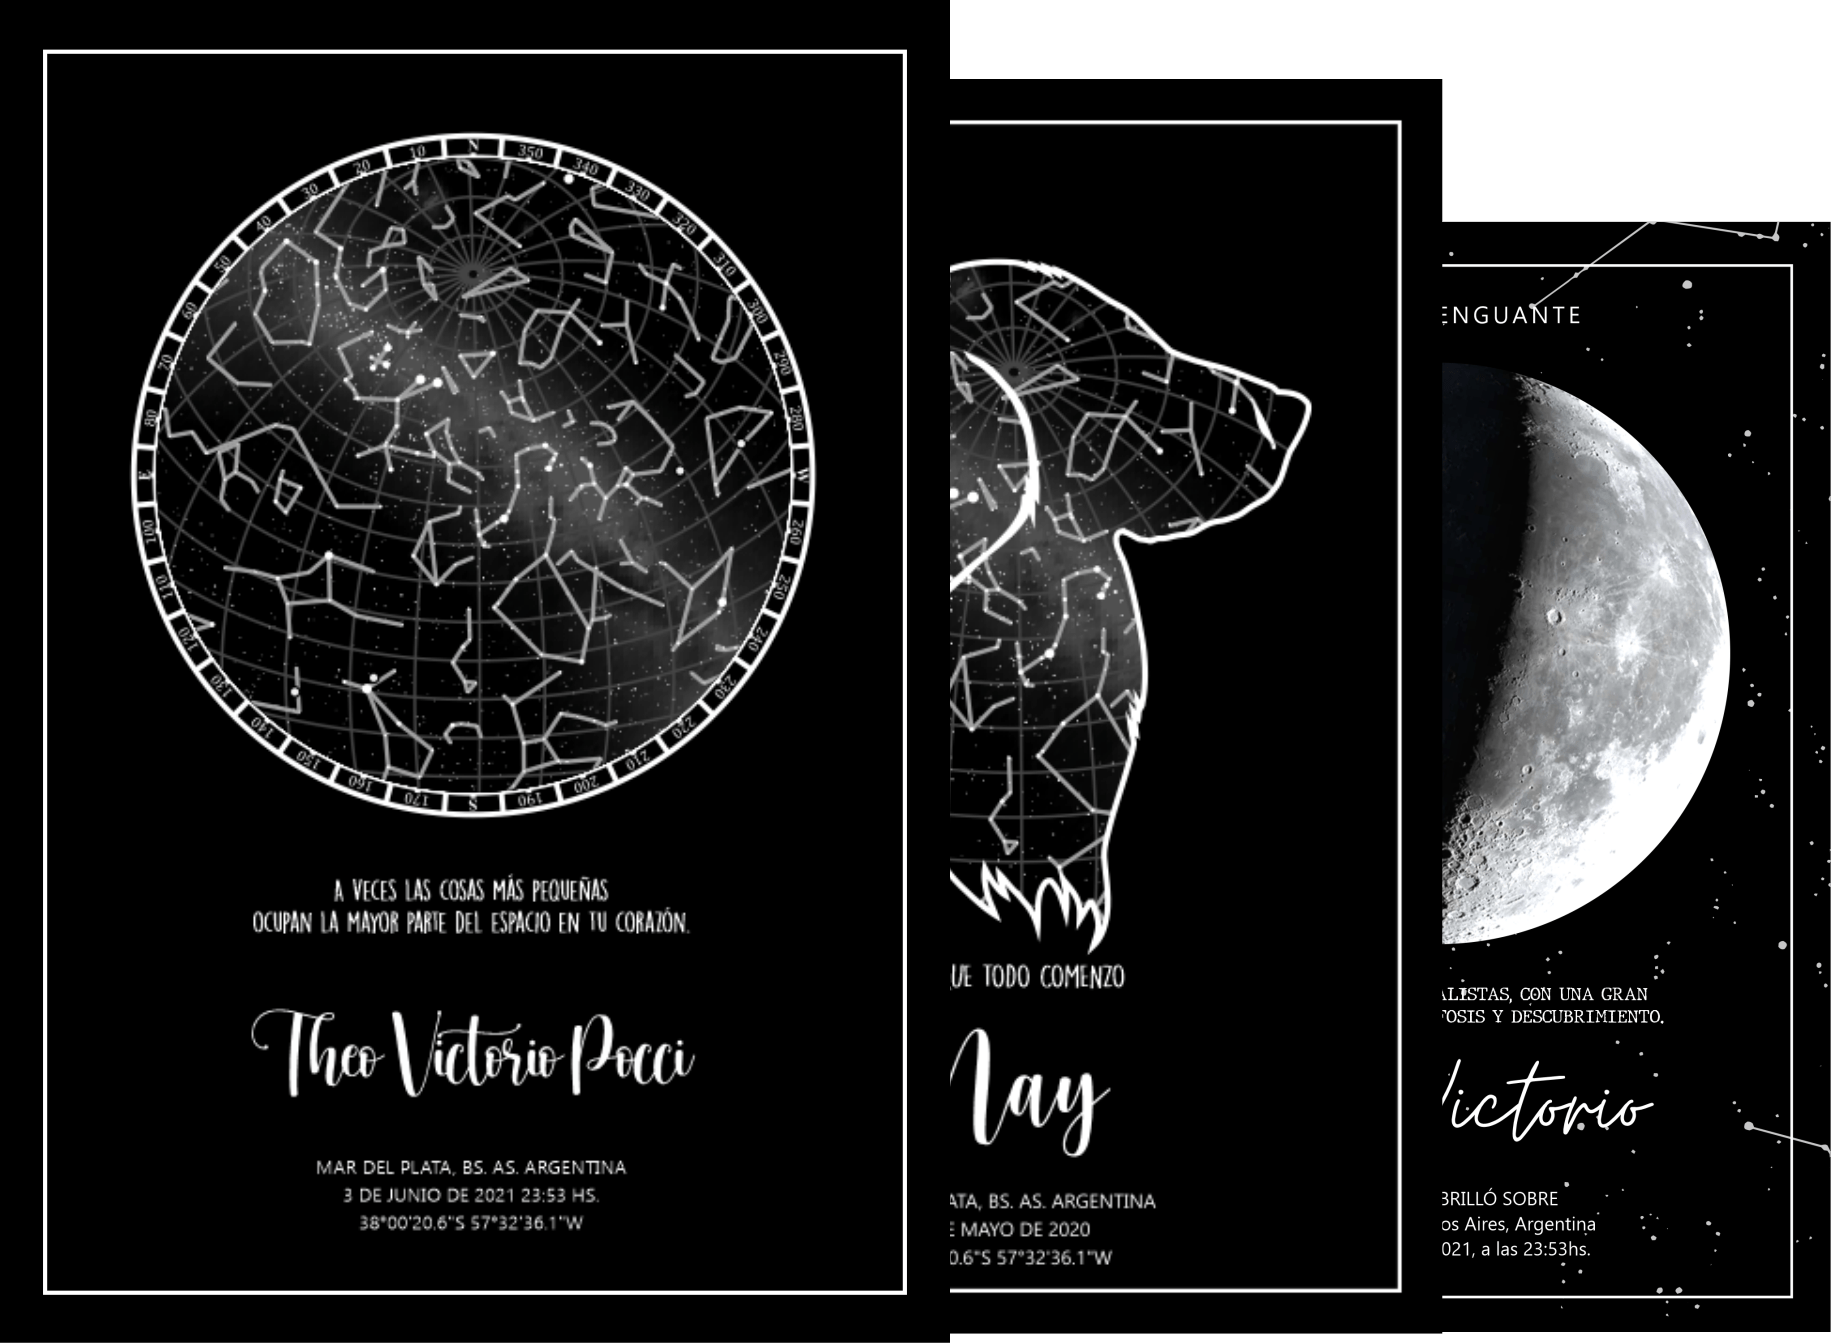 N
350
340
330
320
310
300
290
280
W
260
250
240
230
220
210
200
190
S
170
160
150
140
130
120
110
100
E
80
70
60
50
40
30
20
10
A VECES LAS COSAS MÁS PEQUEÑAS
OCUPAN LA MAYOR PARTE DEL ESPACIO EN TU CORAZÓN.
Theo Victorio Pocci
MAR DEL PLATA, BS. AS. ARGENTINA
3 DE JUNIO DE 2021 23:53 HS.
38°00'20.6"S 57°32'36.1"W
UE TODO COMENZO
May
ATA, BS. AS. ARGENTINA
E MAYO DE 2020
0.6"S 57°32'36.1"W
ENGUANTE
ALISTAS, CON UNA GRAN
FOSIS Y DESCUBRIMIENTO.
Victorio
BRILLÓ SOBRE
os Aires, Argentina
021, a las 23:53hs.